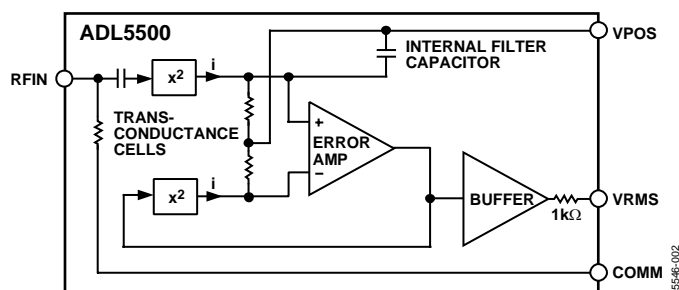 ADL5500
VPOS
INTERNAL FILTER
CAPACITOR
RFIN
x²
i
TRANS-
CONDUCTANCE
CELLS
+
ERROR
AMP
–
x²
i
BUFFER
1kΩ
VRMS
COMM
5546-002